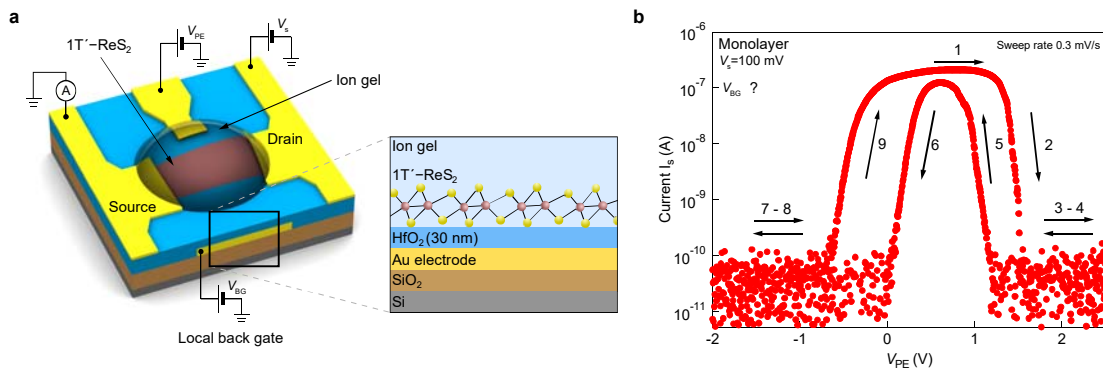 a
V_PE
V_s
1T´−ReS₂
Ion gel
A
Drain
Source
V_BG
Local back gate
Ion gel
1T´−ReS₂
HfO₂ (30 nm)
Au electrode
SiO₂
Si
b
Monolayer
V_s=100 mV
V_BG ?
Sweep rate 0.3 mV/s
1
2
9
6
5
7 - 8
3 - 4
10⁻⁶
10⁻⁷
10⁻⁸
10⁻⁹
10⁻¹⁰
10⁻¹¹
Current I_s (A)
-2
-1
0
1
2
V_PE (V)